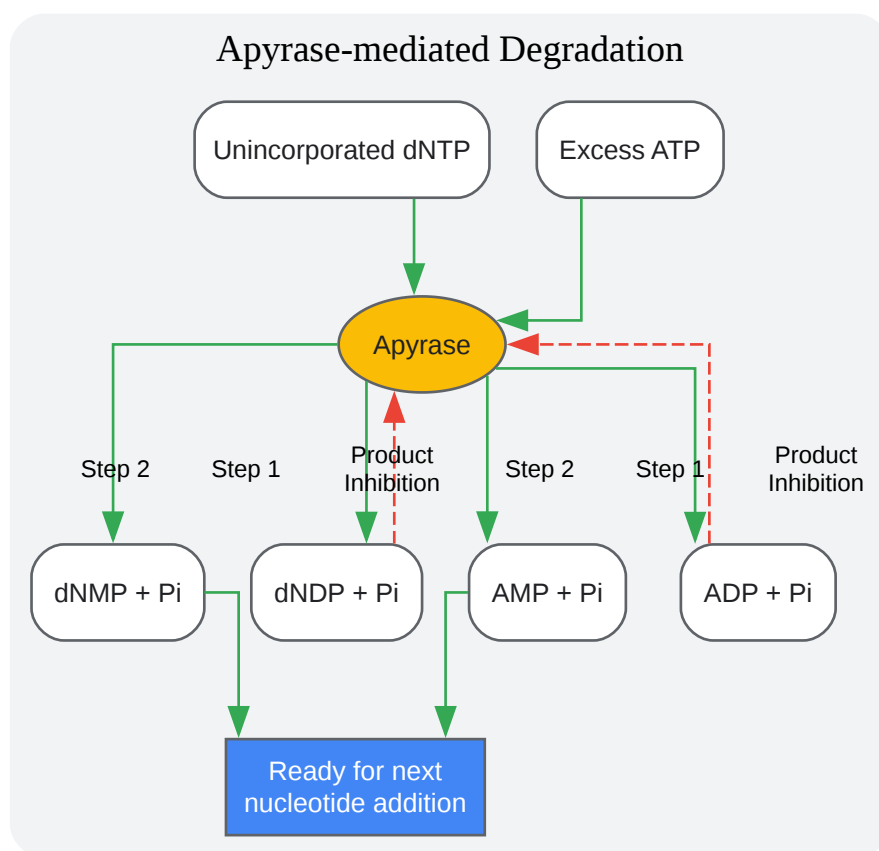 Apyrase-mediated Degradation
Unincorporated dNTP
Excess ATP
Apyrase
Step 2
Step 1
Product
Inhibition
Step 2
Step 1
Product
Inhibition
dNMP + Pi
dNDP + Pi
AMP + Pi
ADP + Pi
Ready for next
nucleotide addition